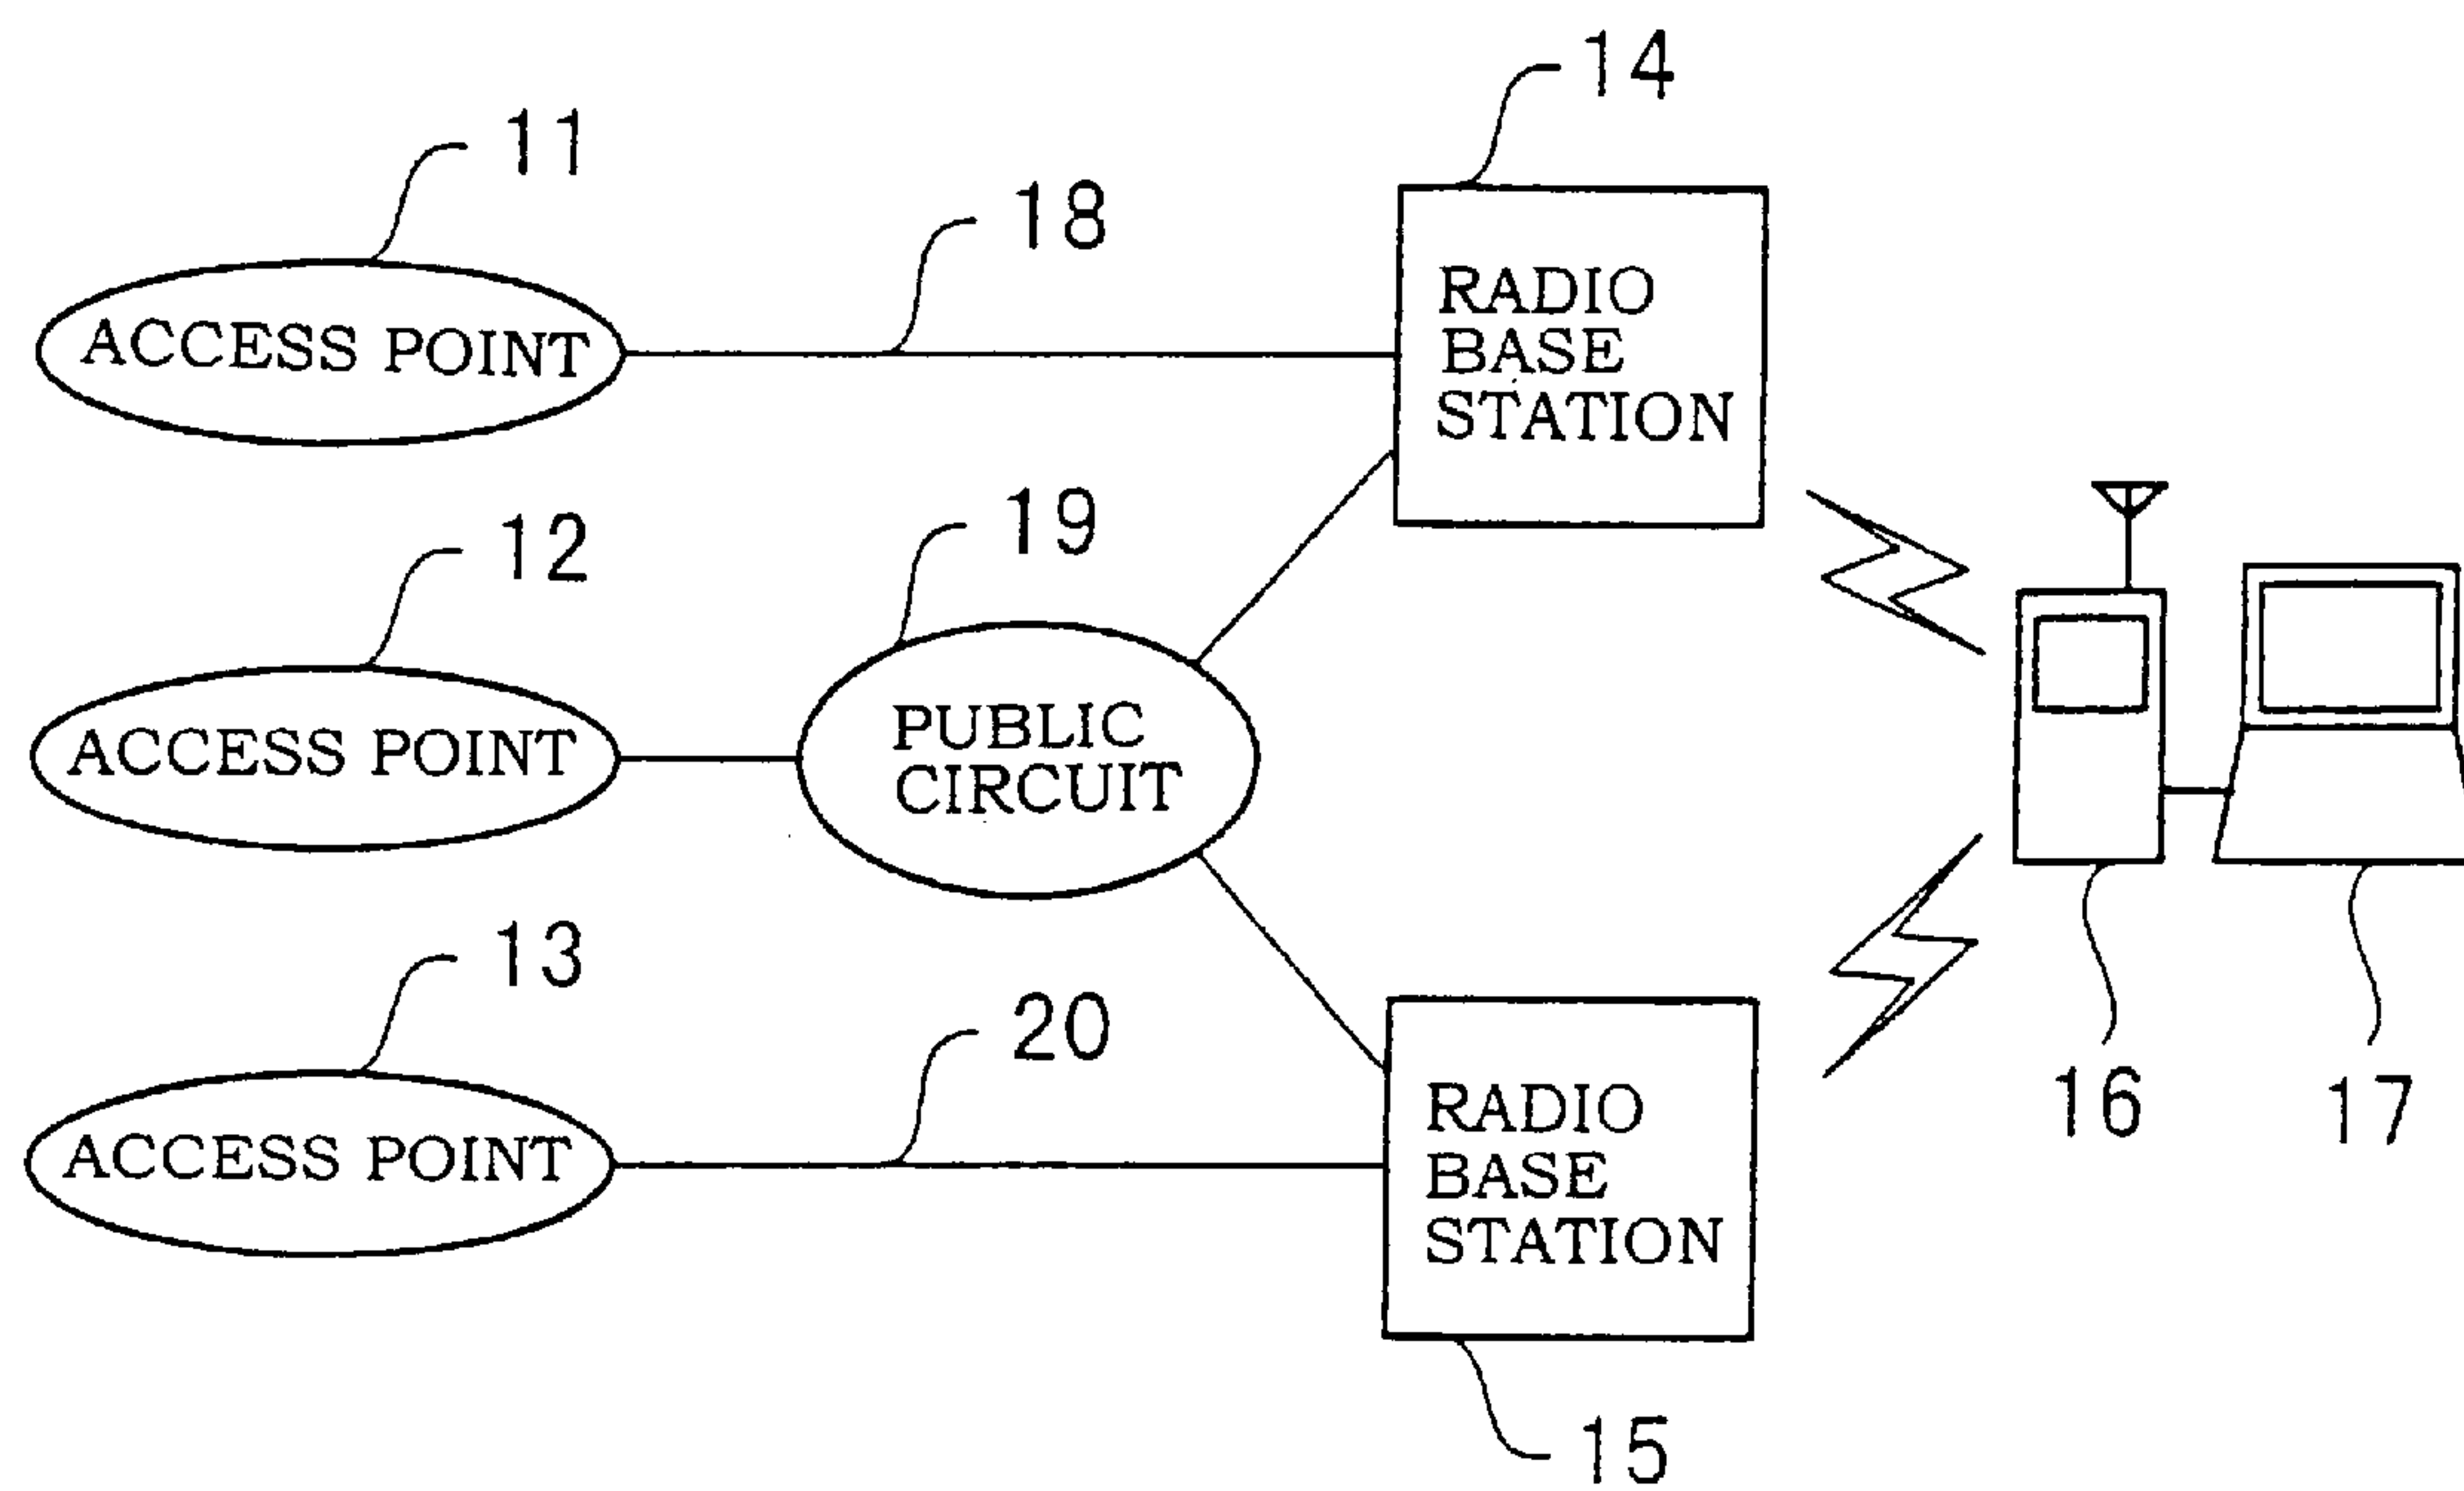 14
11
18
RADIO
BASE
STATION
ACCESS POINT
12
19
ACCESS POINT
PUBLIC
CIRCUIT
13
20
ACCESS POINT
RADIO
BASE
STATION
16
17
15